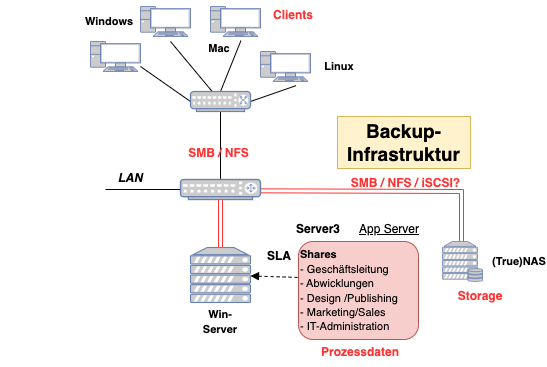 Clients
Windows
Mac
Linux
Backup-
Infrastruktur
SMB / NFS
LAN
SMB / NFS / iSCSI?
Server3
App Server
SLA
Shares
- Geschäftsleitung
- Abwicklungen
- Design /Publishing
- Marketing/Sales
- IT-Administration
(True)NAS
Storage
Win-
Server
Prozessdaten